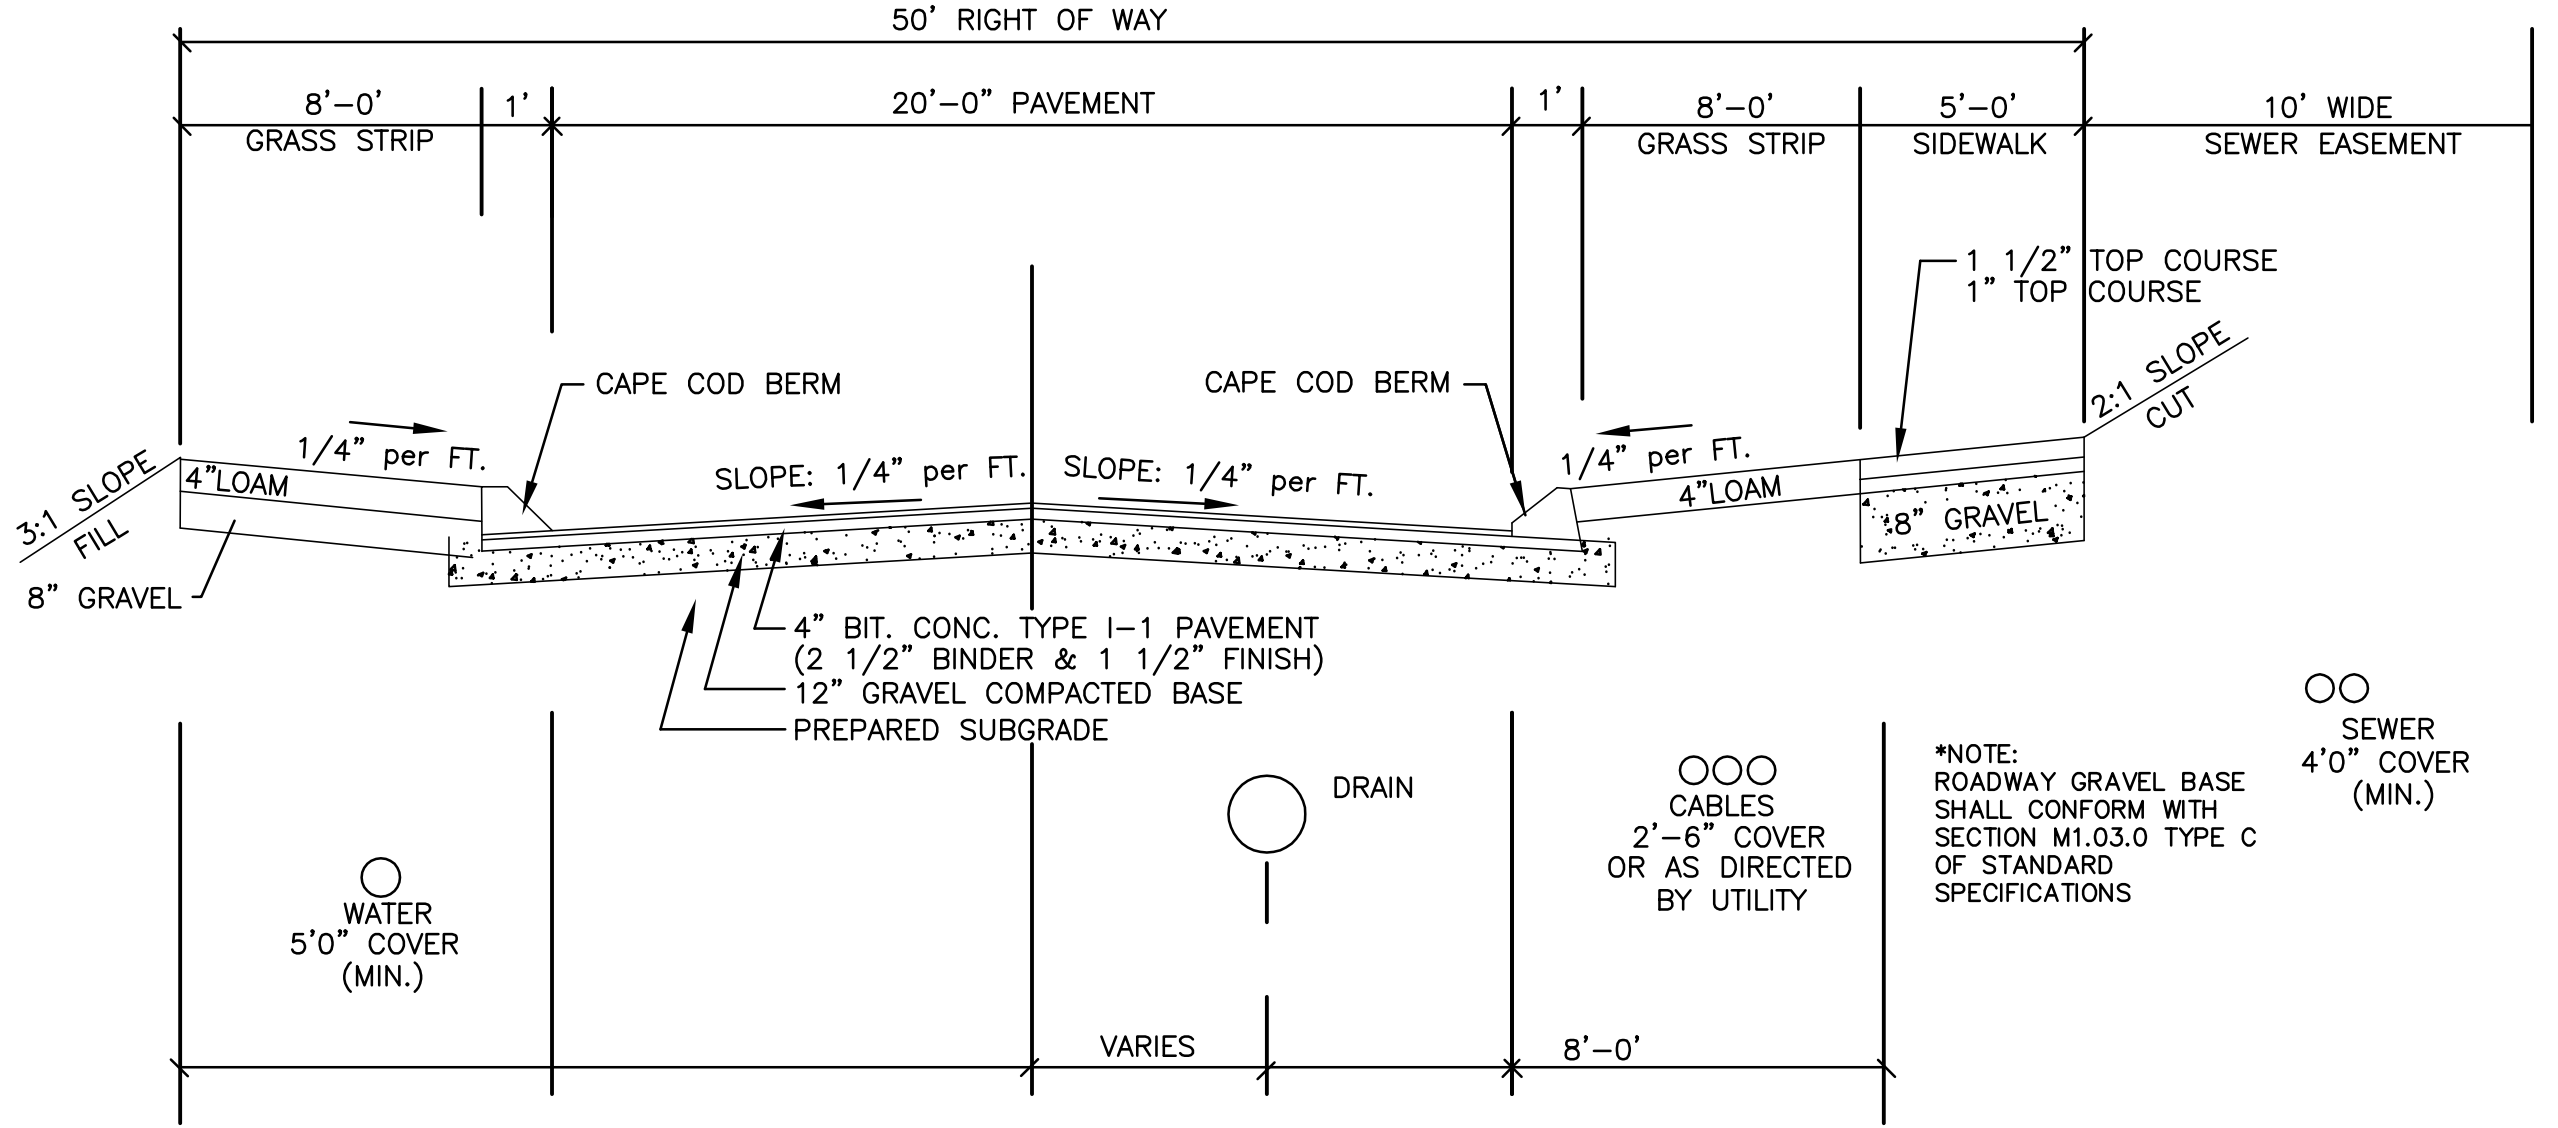 50' RIGHT OF WAY
8'-0'
1'
20'-0" PAVEMENT
1'
8'-0'
5'-0'
10' WIDE
GRASS STRIP
GRASS STRIP
SIDEWALK
SEWER EASEMENT
1 1/2" TOP COURSE
1" TOP COURSE
CAPE COD BERM
CAPE COD BERM
2:1 SLOPE
CUT
3:1 SLOPE
FILL
1/4" per FT.
4"LOAM
SLOPE: 1/4" per FT.
SLOPE: 1/4" per FT.
1/4" per FT.
4"LOAM
8" GRAVEL
8" GRAVEL
4" BIT. CONC. TYPE I-1 PAVEMENT
(2 1/2" BINDER & 1 1/2" FINISH)
12" GRAVEL COMPACTED BASE
PREPARED SUBGRADE
DRAIN
CABLES
2'-6" COVER
OR AS DIRECTED
BY UTILITY
*NOTE:
ROADWAY GRAVEL BASE
SHALL CONFORM WITH
SECTION M1.03.0 TYPE C
OF STANDARD
SPECIFICATIONS
SEWER
4'0" COVER
(MIN.)
WATER
5'0" COVER
(MIN.)
VARIES
8'-0'